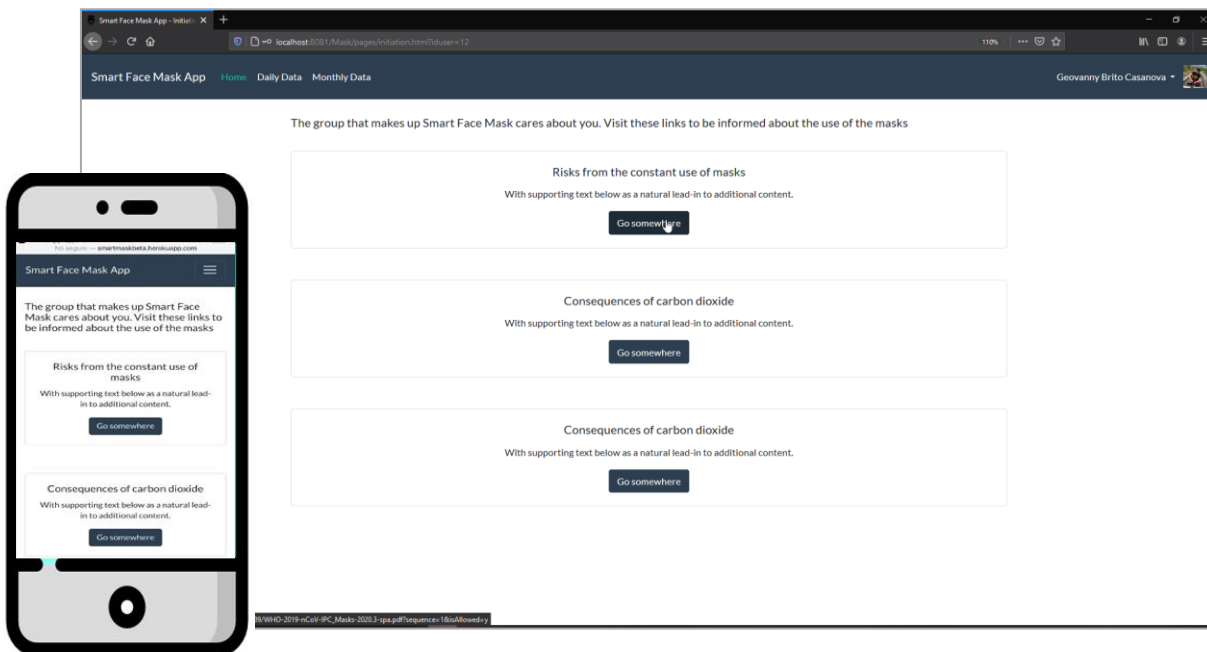 Smart Face Mask App - Initiatio
localhost:8081/Mask/pages/initiation.html?iduser=12
110%
Smart Face Mask App Home Daily Data Monthly Data
Geovanny Brito Casanova
The group that makes up Smart Face Mask cares about you. Visit these links to be informed about the use of the masks
Risks from the constant use of masks
With supporting text below as a natural lead-in to additional content.
Go somewhere
Consequences of carbon dioxide
With supporting text below as a natural lead-in to additional content.
Go somewhere
Consequences of carbon dioxide
With supporting text below as a natural lead-in to additional content.
Go somewhere
39/WHO-2019-nCoV-IPC_Masks-2020.3-spa.pdf?sequence=1&isAllowed=y
No seguro — smartmaskbeta.herokuapp.com
Smart Face Mask App
The group that makes up Smart Face
Mask cares about you. Visit these links to
be informed about the use of the masks
Risks from the constant use of
masks
With supporting text below as a natural lead-
in to additional content.
Go somewhere
Consequences of carbon dioxide
With supporting text below as a natural lead-
in to additional content.
Go somewhere